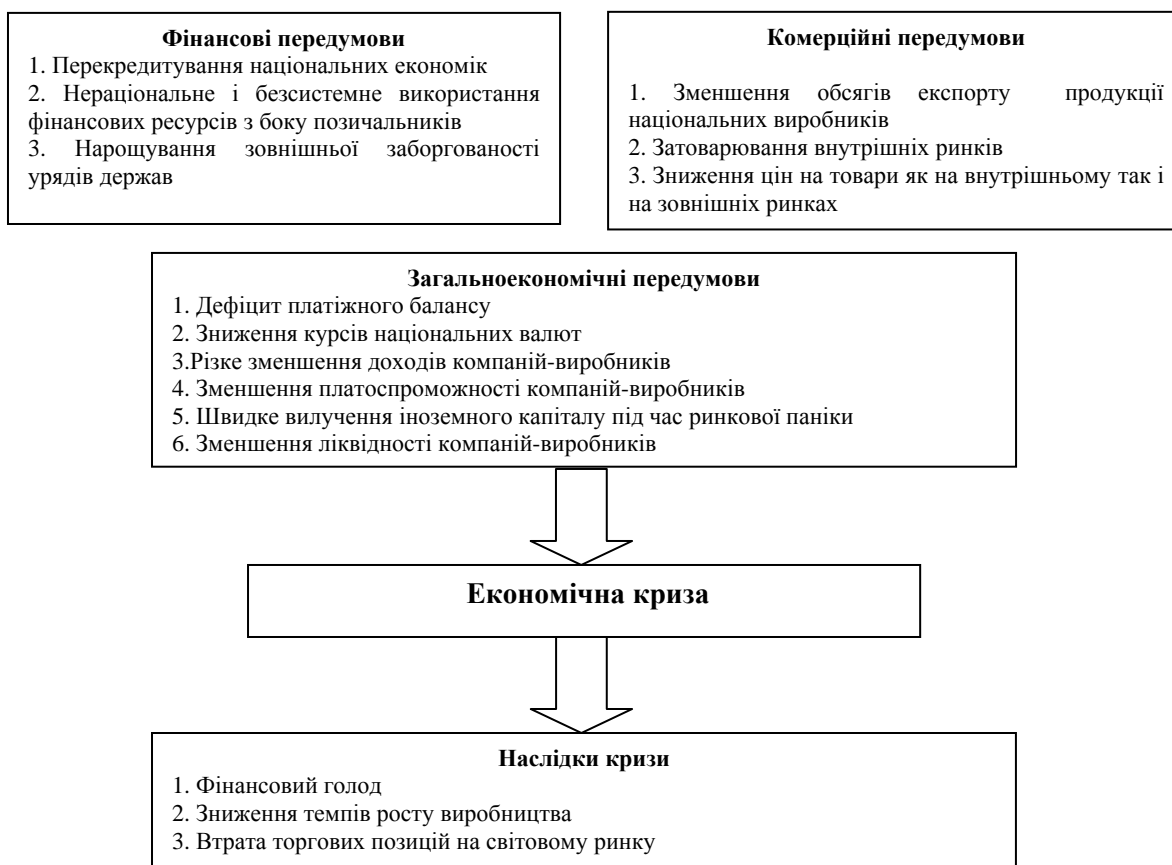 Фінансові передумови
1. Перекредитування національних економік
2. Нераціональне і безсистемне використання
фінансових ресурсів з боку позичальників
3. Нарощування зовнішньої заборгованості
урядів держав
Комерційні передумови
1. Зменшення обсягів експорту продукції
національних виробників
2. Затоварювання внутрішніх ринків
3. Зниження цін на товари як на внутрішньому так і
на зовнішніх ринках
Загальноекономічні передумови
1. Дефіцит платіжного балансу
2. Зниження курсів національних валют
3.Різке зменшення доходів компаній-виробників
4. Зменшення платоспроможності компаній-виробників
5. Швидке вилучення іноземного капіталу під час ринкової паніки
6. Зменшення ліквідності компаній-виробників
Економічна криза
Наслідки кризи
1. Фінансовий голод
2. Зниження темпів росту виробництва
3. Втрата торгових позицій на світовому ринку